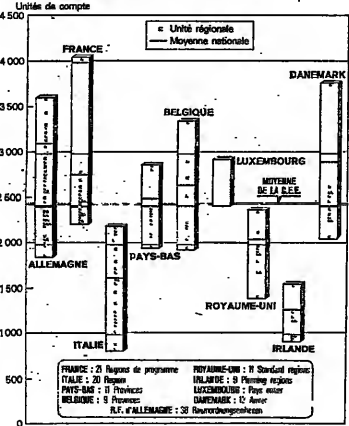 Unités de compte
¤ Unité régionale
— Moyenne nationale
4 500
4 000
3 500
3 000
2 500
2 000
1 500
1 000
500
0
FRANCE
DANEMARK
BELGIQUE
LUXEMBOURG
MOYENNE
DE LA C.E.E.
ALLEMAGNE
PAYS-BAS
ROYAUME-UNI
ITALIE
IRLANDE
FRANCE : 21 Régions de programme
ROYAUME-UNI : 11 Standard regions
ITALIE : 20 Regioni
IRLANDE : 9 Planning regions
PAYS-BAS : 11 Provinces
LUXEMBOURG : Pays entier
BELGIQUE : 9 Provinces
DANEMARK : 12 Amter
R.F. d'ALLEMAGNE : 38 Raumordnungseinheiten